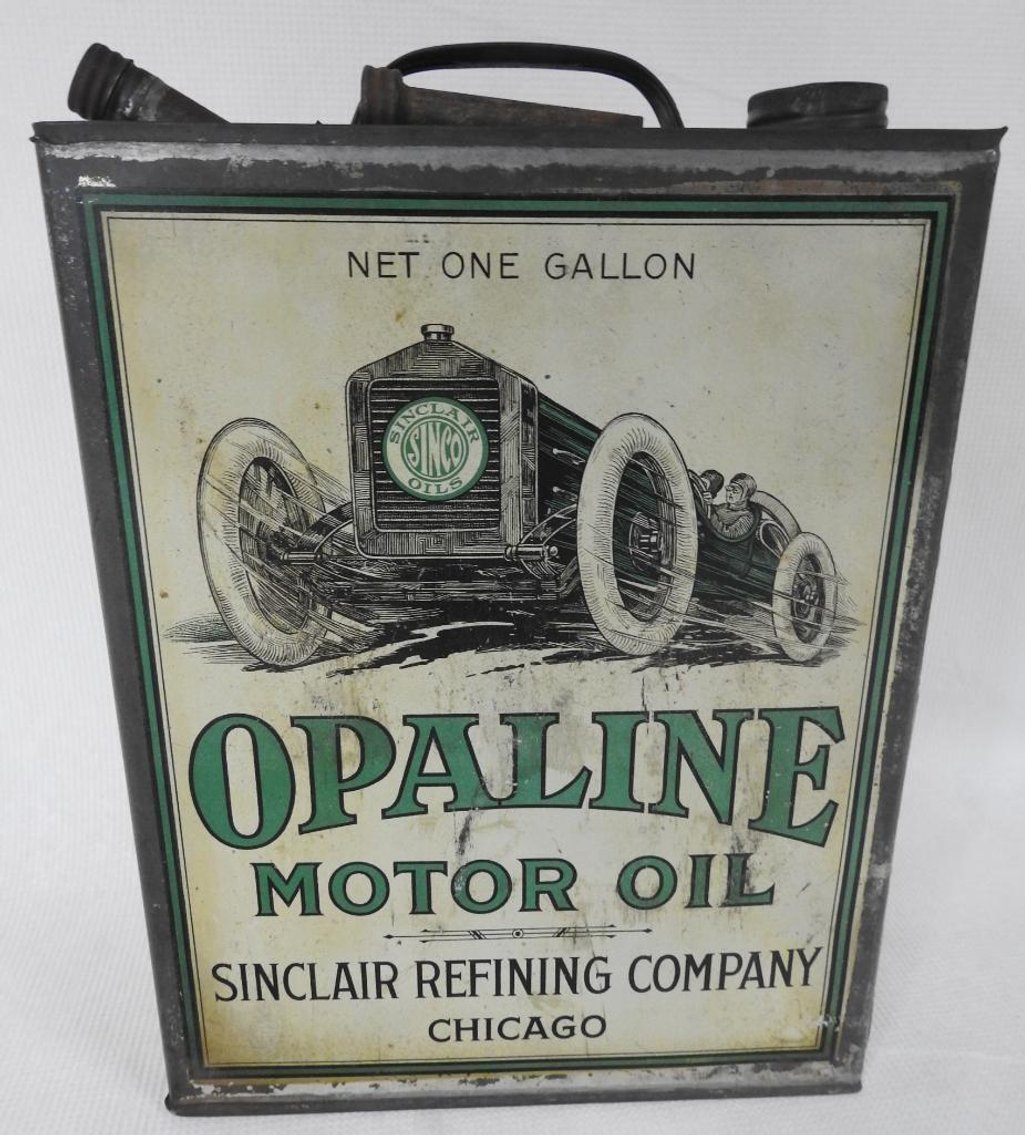 NET ONE GALLON
SINCLAIR
SINCO
OILS
OPALINE
MOTOR OIL
SINCLAIR REFINING COMPANY
CHICAGO